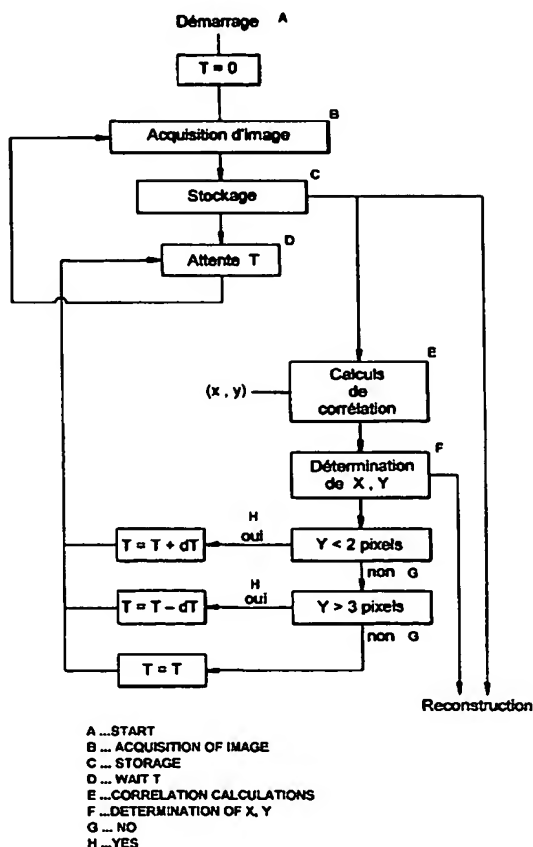 Démarrage A
T = 0
B
Acquisition d'image
C
Stockage
D
Attente T
E
Calculs
de
corrélation
(x , y)
F
Détermination
de X , Y
H
oui
T = T + dT
Y < 2 pixels
non G
H
oui
T = T – dT
Y > 3 pixels
non G
T = T
Reconstruction
A ...START
B ... ACQUISITION OF IMAGE
C ... STORAGE
D ... WAIT T
E ...CORRELATION CALCULATIONS
F ...DETERMINATION OF X, Y
G ... NO
H ...YES